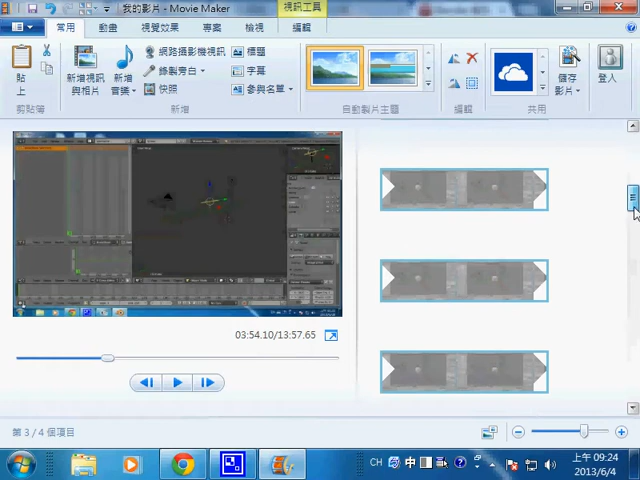 我的影片 - Movie Maker
視訊工具
常用
動畫
視覺效果
專案
檢視
編輯
貼上
剪貼簿
新增視訊與相片
新增音樂
網路攝影機視訊
錄製旁白
快照
標題
字幕
參與名單
新增
自動製片主題
編輯
共用
儲存影片
登入
03:54.10/13:57.65
第 3 / 4 個項目
CH
中
上午 09:24
2013/6/4